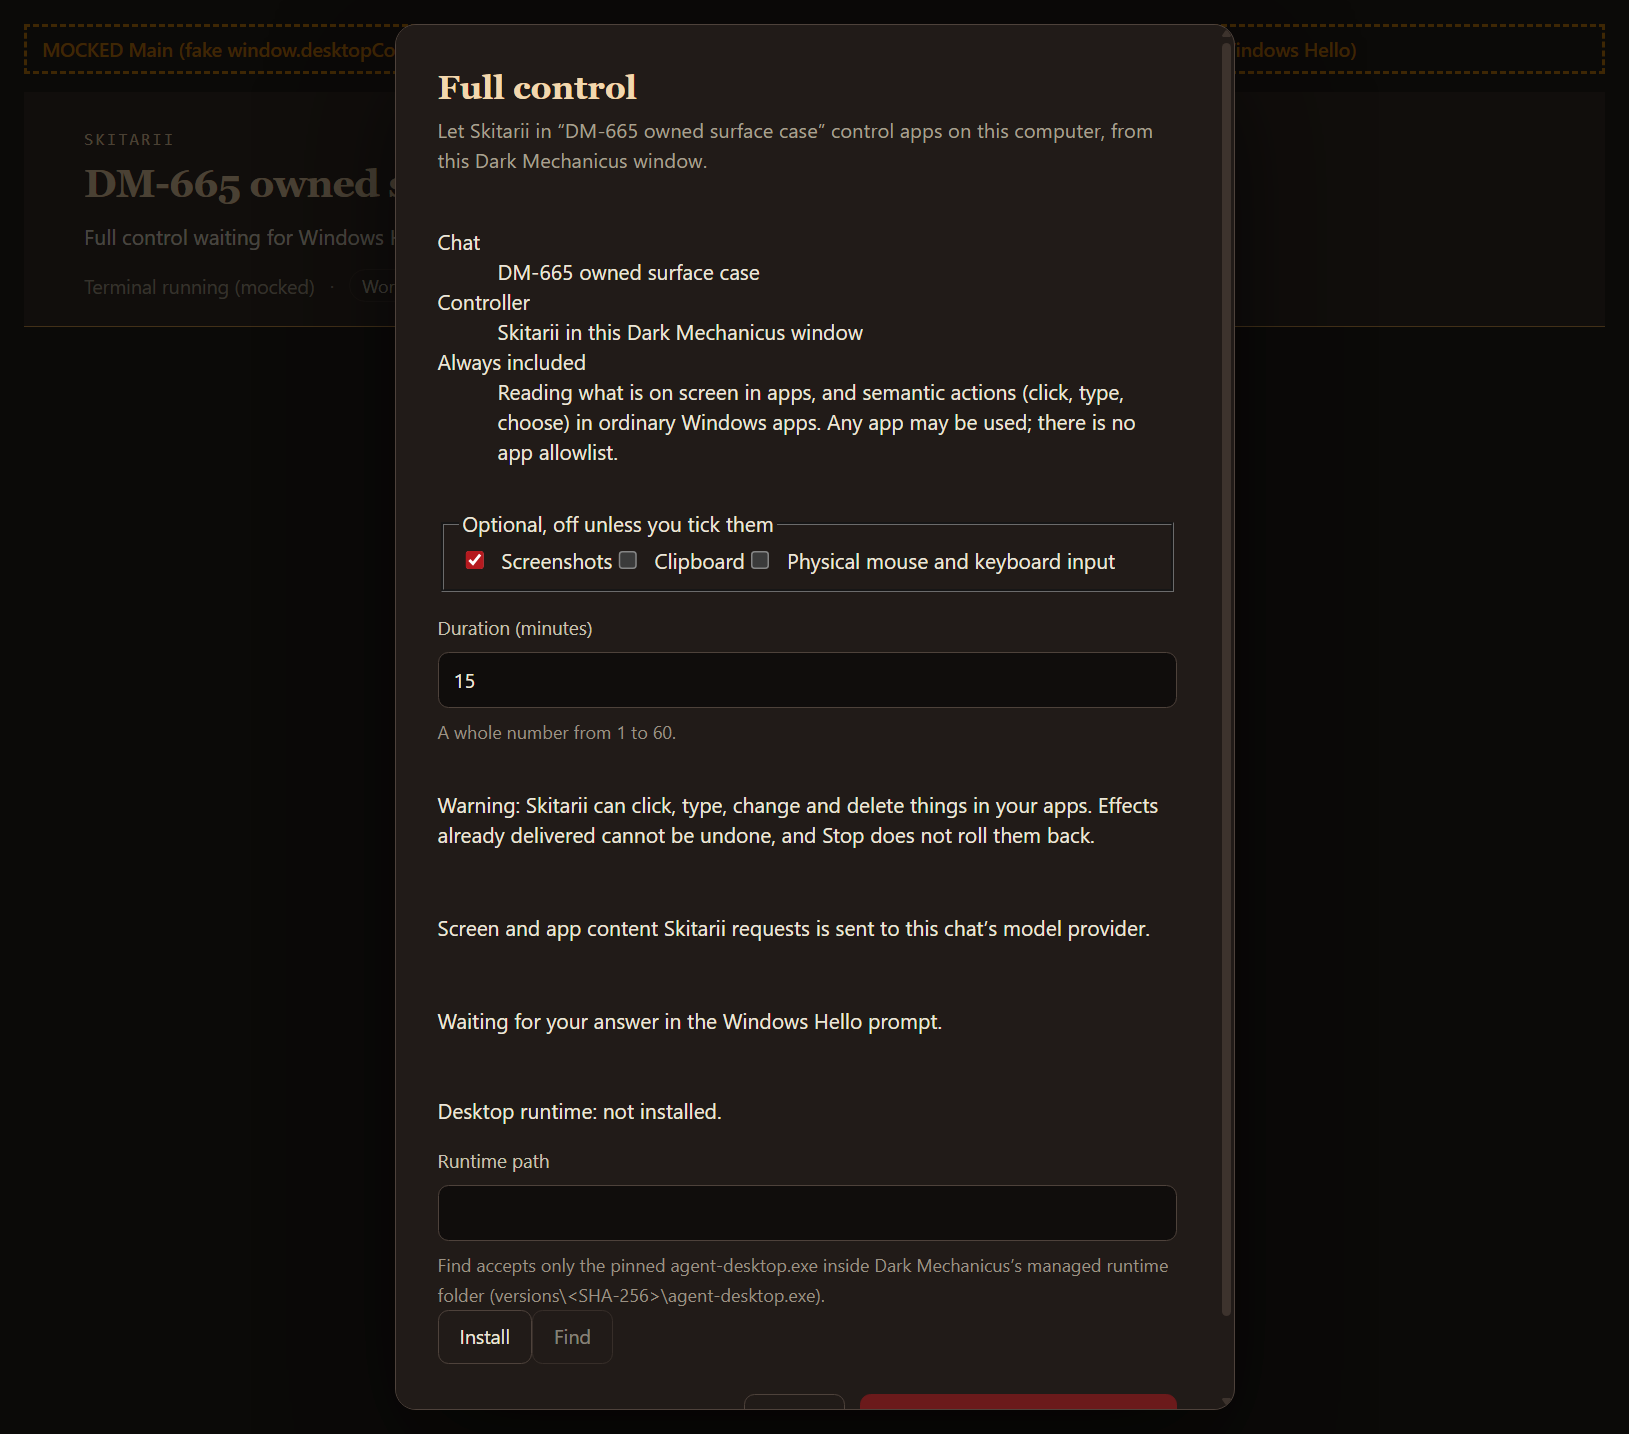 MOCKED Main (fake window.desktopCo
indows Hello)
SKITARII
DM-665 owned s
Full control waiting for Windows H
Terminal running (mocked) · Wor
Full control
Let Skitarii in “DM-665 owned surface case” control apps on this computer, from
this Dark Mechanicus window.
Chat
DM-665 owned surface case
Controller
Skitarii in this Dark Mechanicus window
Always included
Reading what is on screen in apps, and semantic actions (click, type,
choose) in ordinary Windows apps. Any app may be used; there is no
app allowlist.
Optional, off unless you tick them
Screenshots Clipboard Physical mouse and keyboard input
Duration (minutes)
15
A whole number from 1 to 60.
Warning: Skitarii can click, type, change and delete things in your apps. Effects
already delivered cannot be undone, and Stop does not roll them back.
Screen and app content Skitarii requests is sent to this chat’s model provider.
Waiting for your answer in the Windows Hello prompt.
Desktop runtime: not installed.
Runtime path
Find accepts only the pinned agent-desktop.exe inside Dark Mechanicus’s managed runtime
folder (versions\<SHA-256>\agent-desktop.exe).
Install Find